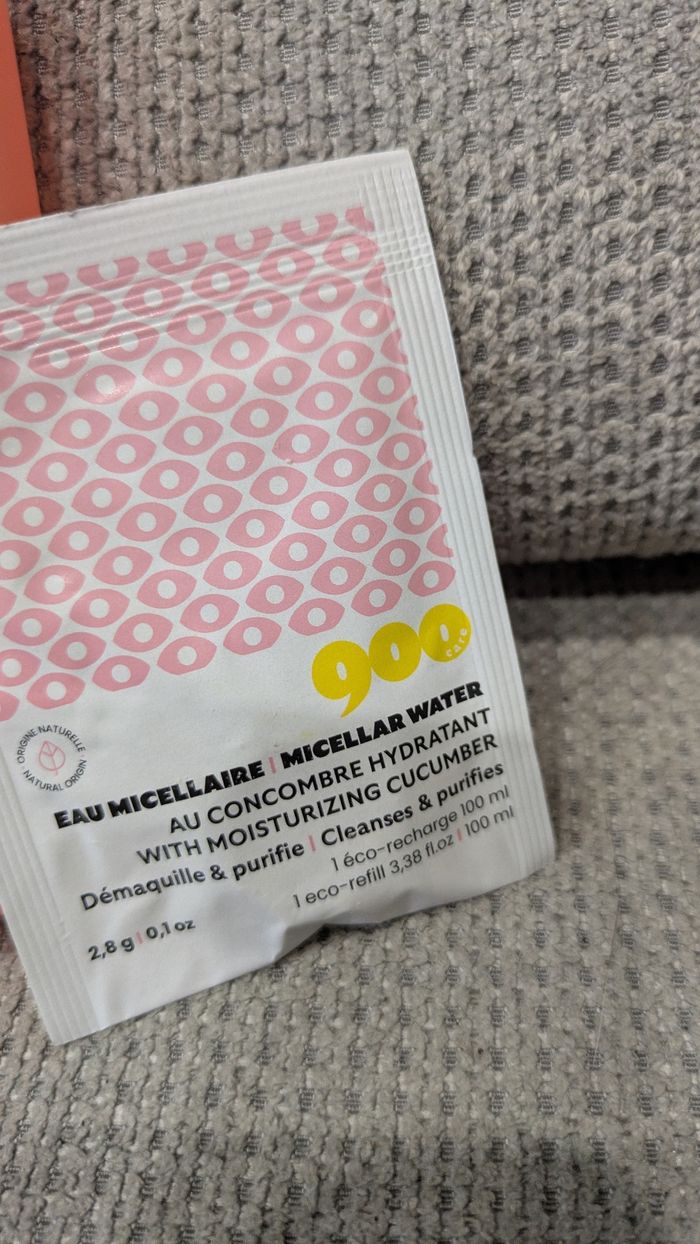 900
care
ORIGINE NATURELLE
NATURAL ORIGIN
EAU MICELLAIRE | MICELLAR WATER
AU CONCOMBRE HYDRATANT
WITH MOISTURIZING CUCUMBER
Démaquille & purifie | Cleanses & purifies
1 éco-recharge 100 ml
1 eco-refill 3,38 fl.oz | 100 ml
2,8 g | 0,1 oz